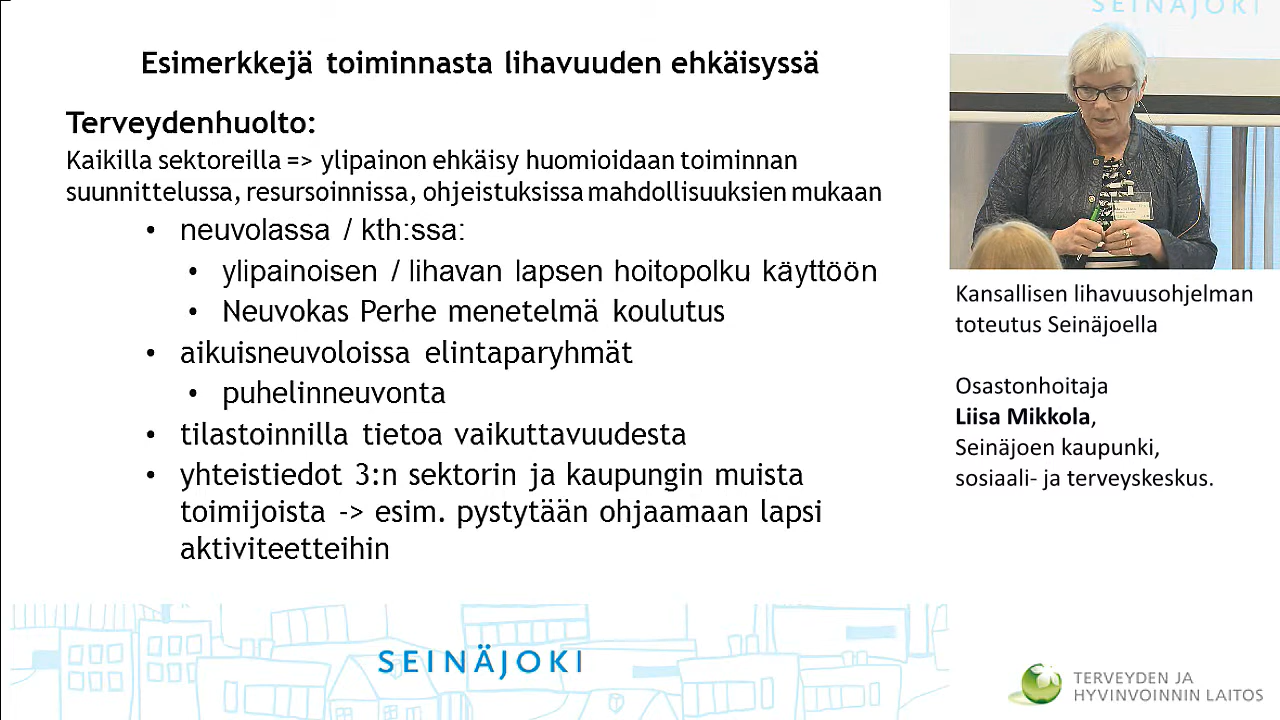 Esimerkkejä toiminnasta lihavuuden ehkäisyssä
Terveydenhuolto:
Kaikilla sektoreilla => ylipainon ehkäisy huomioidaan toiminnan
suunnittelussa, resursoinnissa, ohjeistuksissa mahdollisuuksien mukaan
• neuvolassa / kth:ssa:
• ylipainoisen / lihavan lapsen hoitopolku käyttöön
• Neuvokas Perhe menetelmä koulutus
• aikuisneuvoloissa elintaparyhmät
• puhelinneuvonta
• tilastoinnilla tietoa vaikuttavuudesta
• yhteistiedot 3:n sektorin ja kaupungin muista
toimijoista -> esim. pystytään ohjaamaan lapsi
aktiviteetteihin
SEINÄJOKI
SEINÄJOKI
Kansallisen lihavuusohjelman
toteutus Seinäjoella
Osastonhoitaja
Liisa Mikkola,
Seinäjoen kaupunki,
sosiaali- ja terveyskeskus.
TERVEYDEN JA
HYVINVOINNIN LAITOS